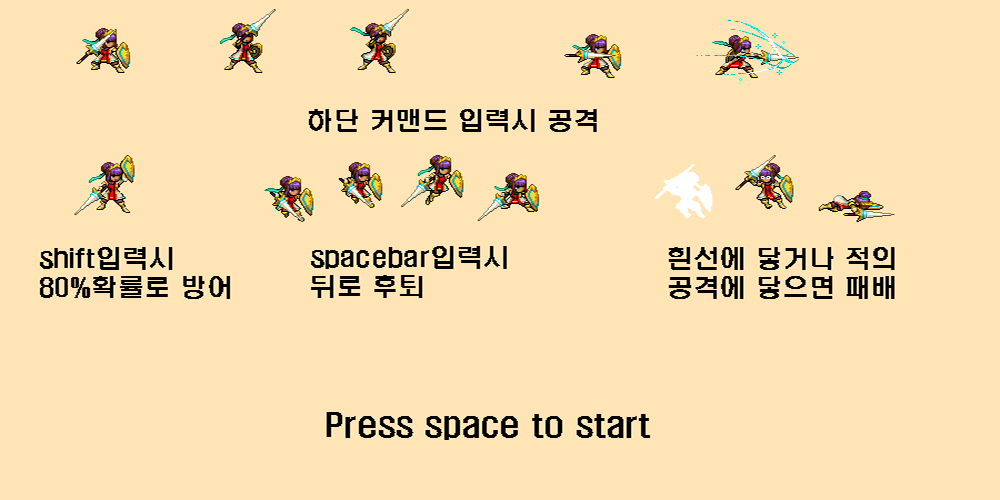 하단 커맨드 입력시 공격
shift입력시
80%확률로 방어
spacebar입력시
뒤로 후퇴
흰선에 닿거나 적의
공격에 닿으면 패배
Press space to start